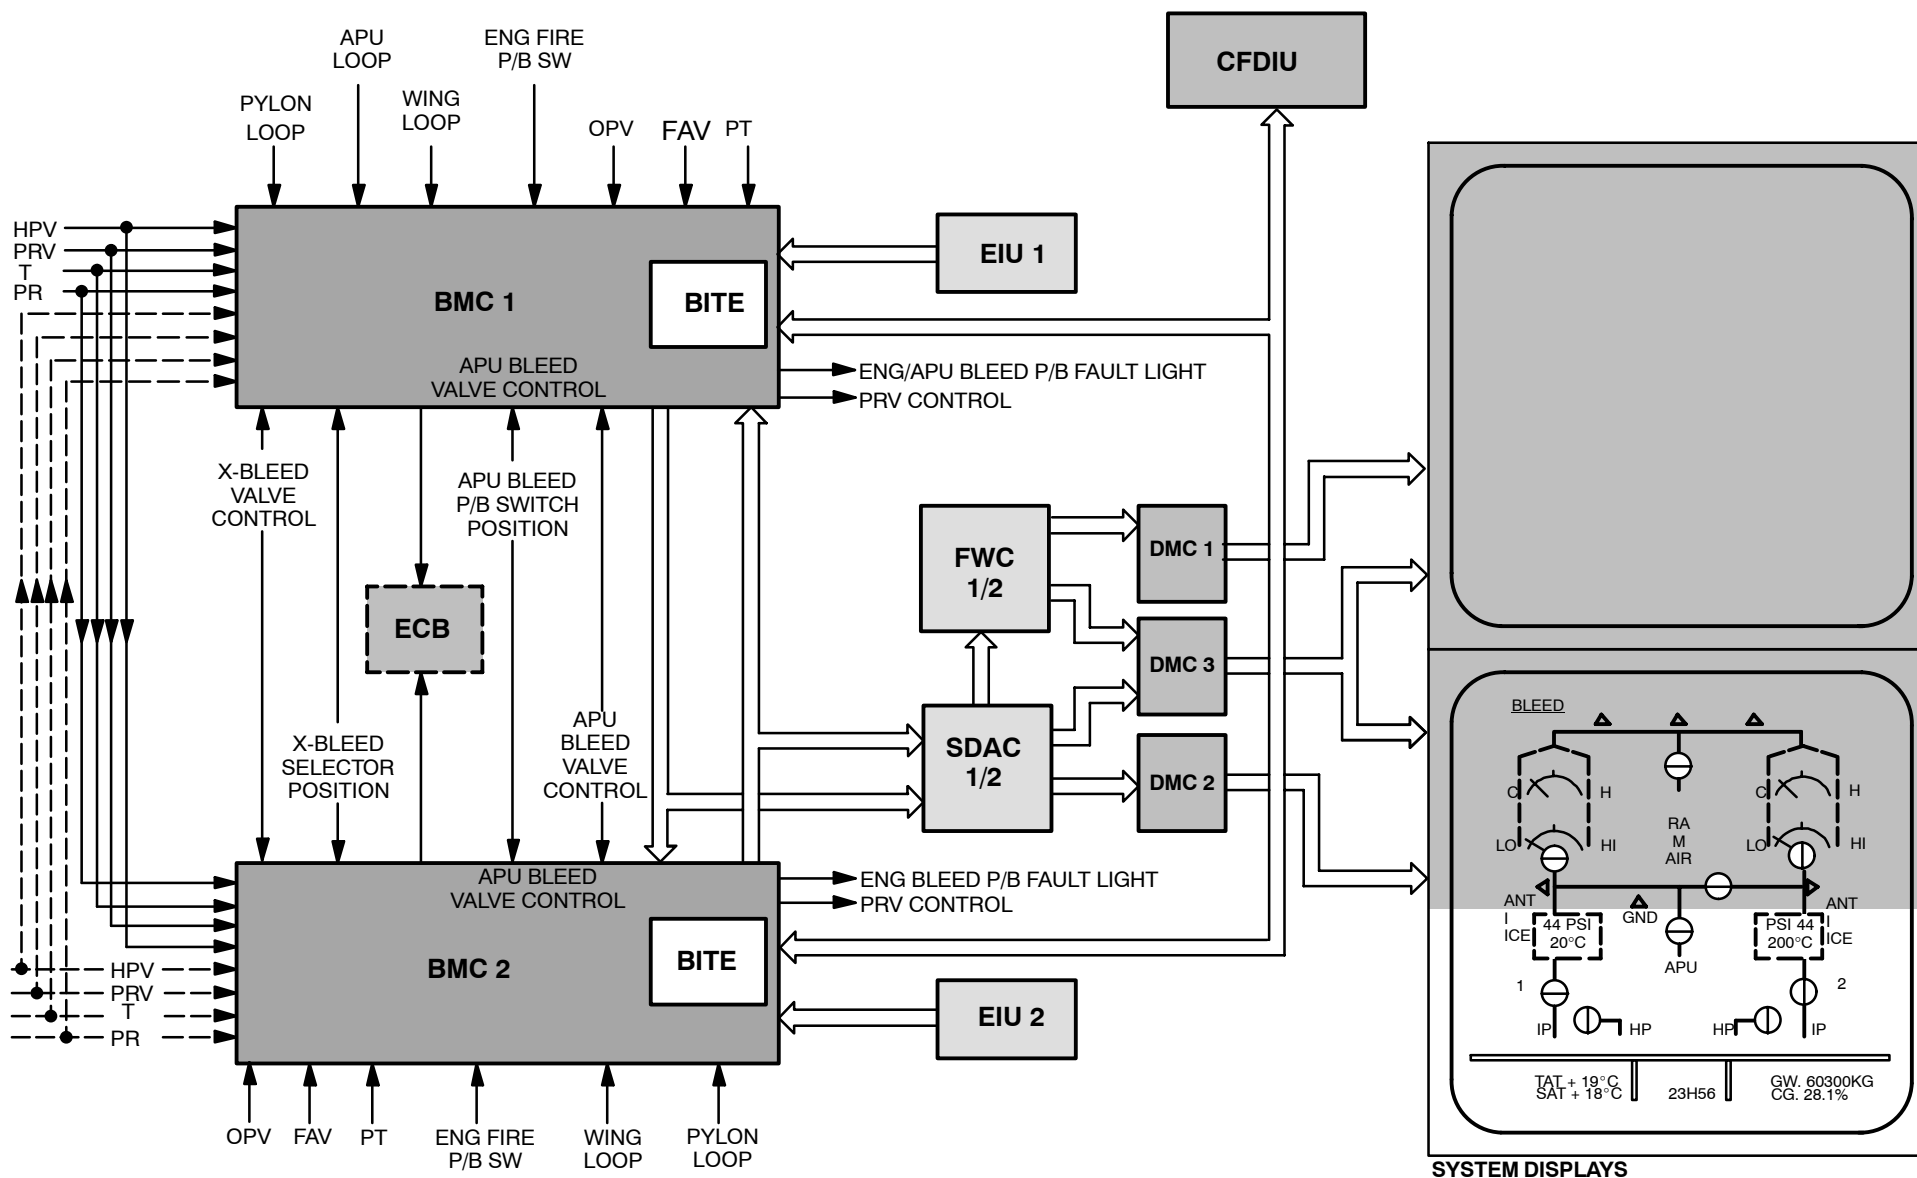 APU
LOOP
ENG FIRE
P/B SW
PYLON
LOOP
WING
LOOP
OPV
FAV
PT
CFDIU
HPV
PRV
T
PR
BMC 1
BITE
APU BLEED
VALVE CONTROL
EIU 1
ENG/APU BLEED P/B FAULT LIGHT
PRV CONTROL
X-BLEED
VALVE
CONTROL
APU BLEED
P/B SWITCH
POSITION
ECB
X-BLEED
SELECTOR
POSITION
APU
BLEED
VALVE
CONTROL
FWC
1/2
SDAC
1/2
DMC 1
DMC 3
DMC 2
APU BLEED
VALVE CONTROL
BMC 2
BITE
ENG BLEED P/B FAULT LIGHT
PRV CONTROL
EIU 2
HPV
PRV
T
PR
OPV
FAV
PT
ENG FIRE
P/B SW
WING
LOOP
PYLON
LOOP
BLEED
C
H
C
H
LO
HI
RA
M
AIR
LO
HI
ANT
I
ICE
44 PSI
20°C
GND
APU
PSI 44
200°C
ANT
I
ICE
1
2
IP
HP
HP
IP
TAT + 19°C
SAT + 18°C
23H56
GW. 60300KG
CG. 28.1%
SYSTEM DISPLAYS